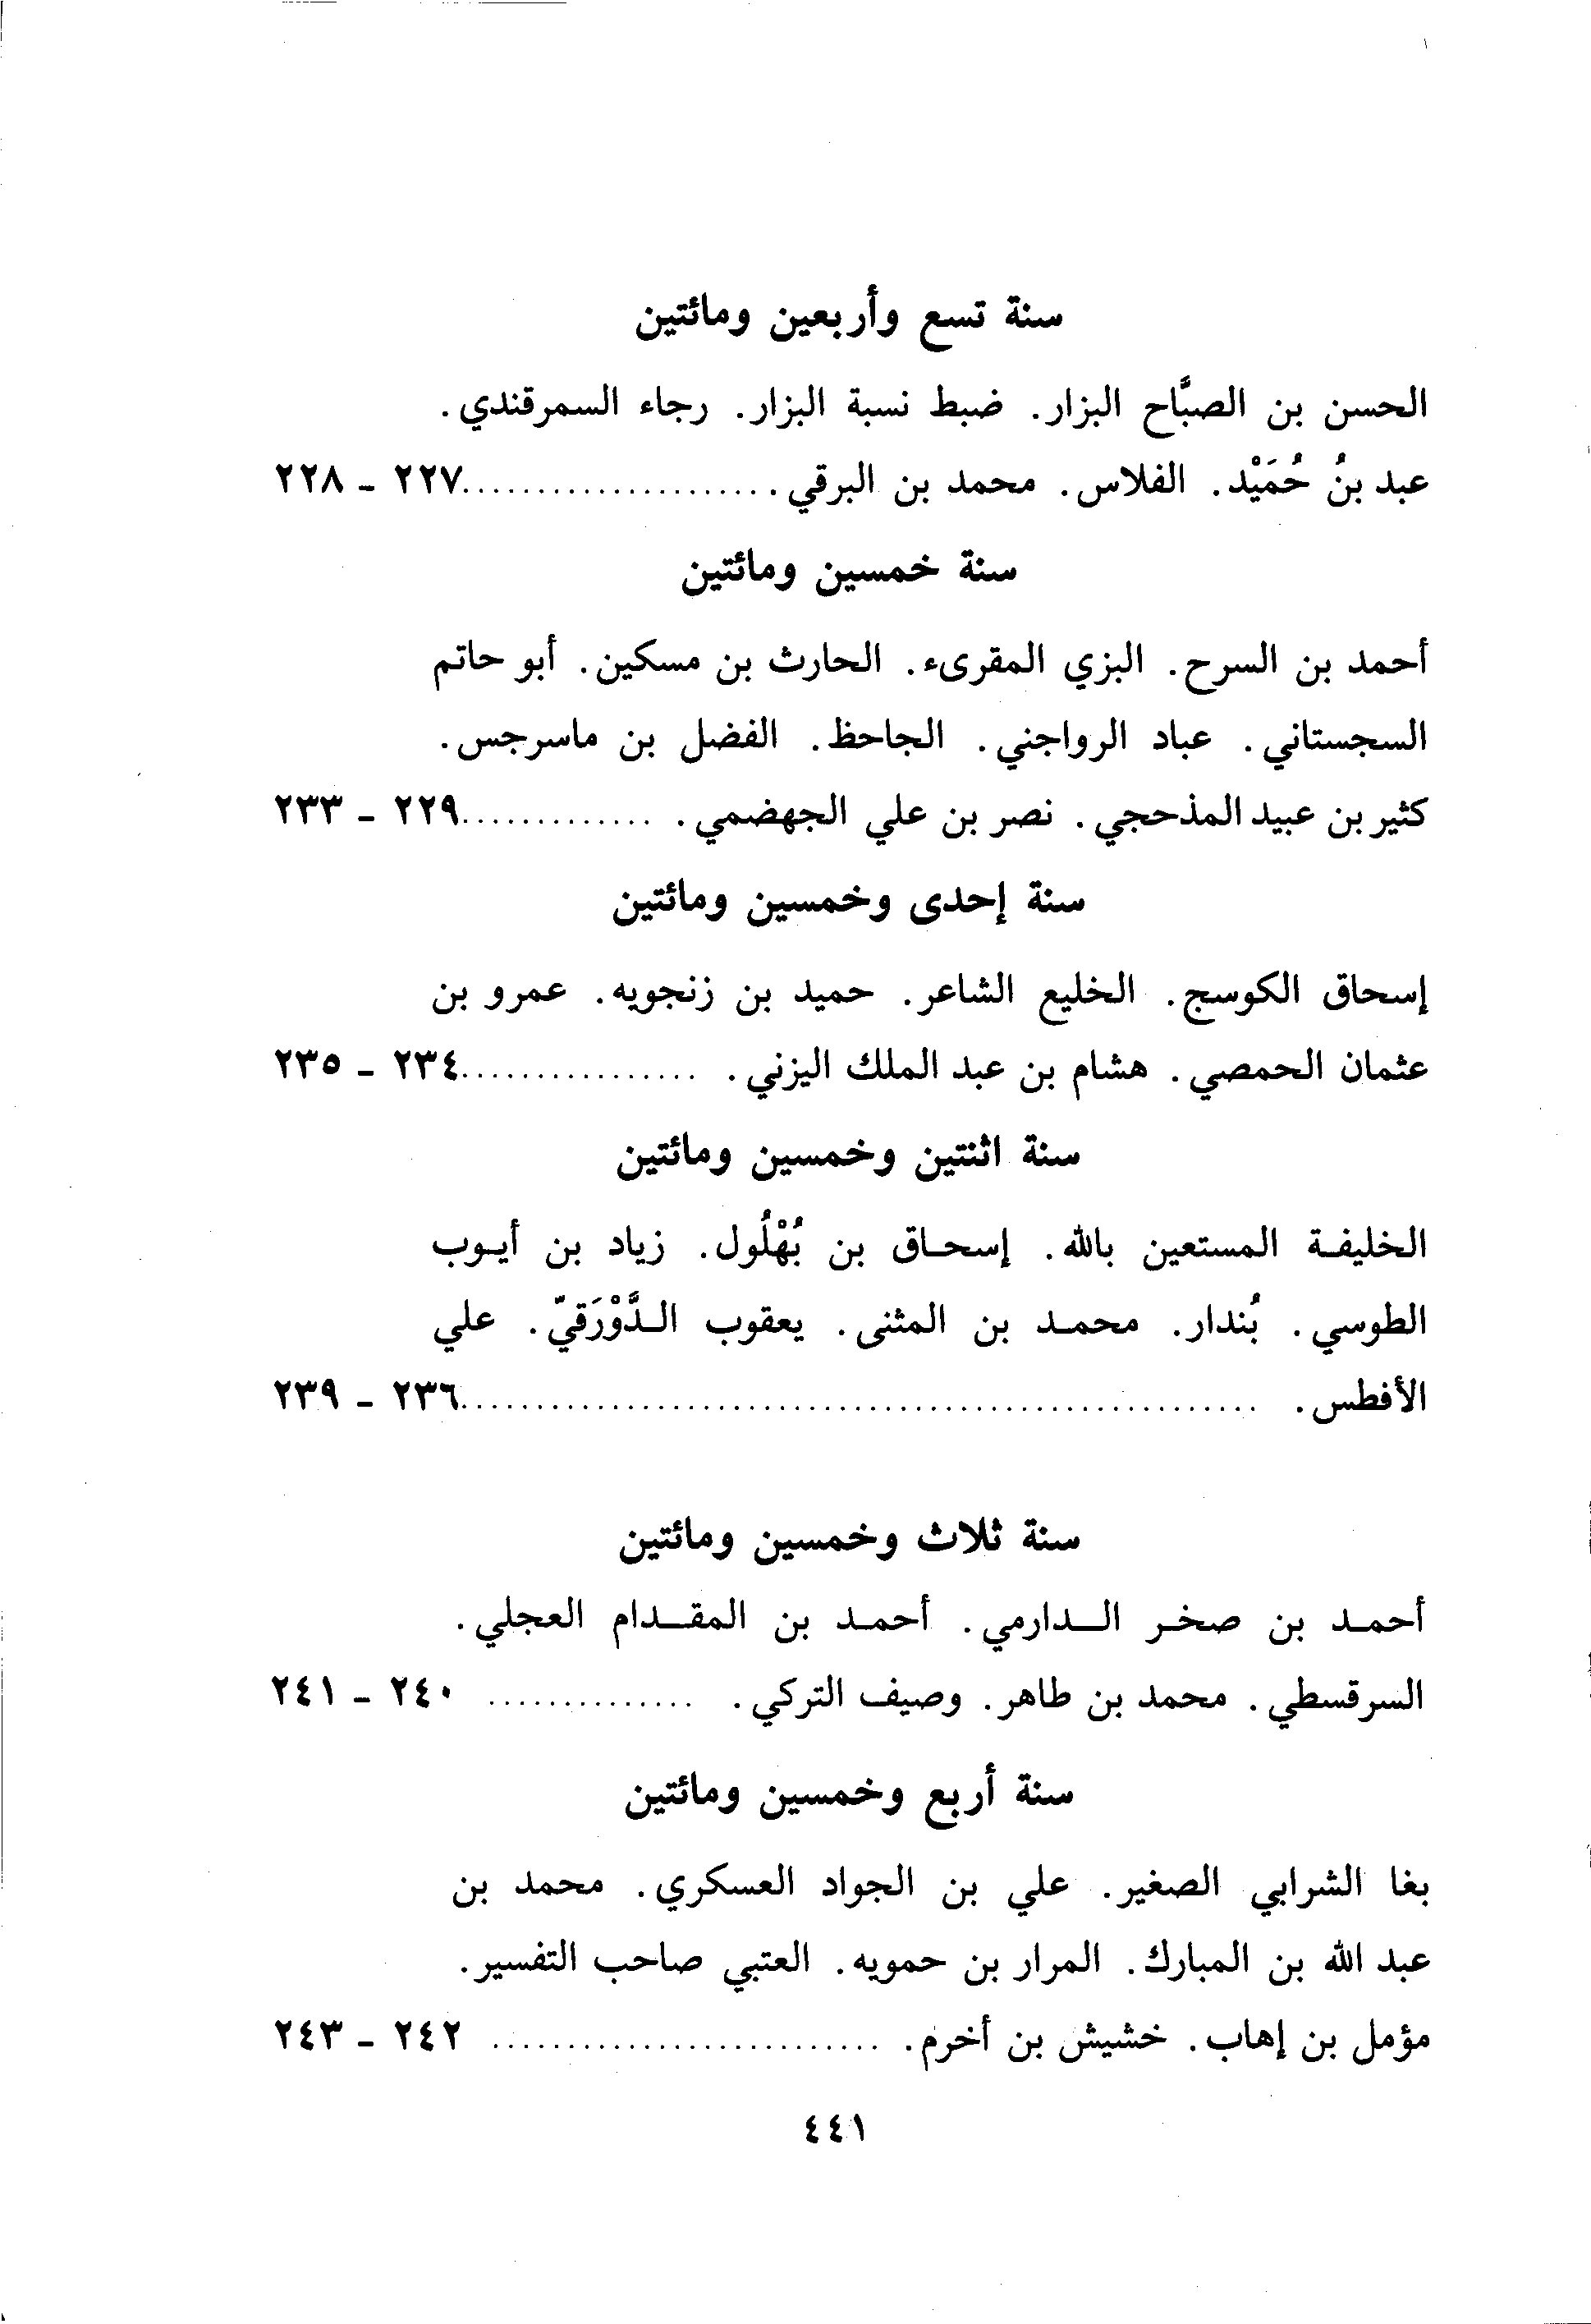 سنة تسع وأربعين ومائتين
الحسن بن الصبَّاح البزار. ضبط نسبة البزار. رجاء السمرقندي.
عبد بنُ حُمَيْد. الفلاس. محمد بن البرقي. ......................٢٢٧ - ٢٢٨
سنة خمسين ومائتين
أحمد بن السرح. البزي المقرىء. الحارث بن مسكين. أبو حاتم
السجستاني. عباد الرواجني. الجاحظ. الفضل بن ماسرجس.
كثير بن عبيد المذحجي. نصر بن علي الجهضمي. ..............٢٢٩ - ٢٣٣
سنة إحدى وخمسين ومائتين
إسحاق الكوسج. الخليع الشاعر. حميد بن زنجويه. عمرو بن
عثمان الحمصي. هشام بن عبد الملك اليزني. .................٢٣٤ - ٢٣٥
سنة اثنتين وخمسين ومائتين
الخليفة المستعين بالله. إسحاق بن بُهْلُول. زياد بن أيوب
الطوسي. بُندار. محمد بن المثنى. يعقوب الدَّوْرَقيّ. علي
الأفطس. ......................................................٢٣٦ - ٢٣٩
سنة ثلاث وخمسين ومائتين
أحمد بن صخر الدارمي. أحمد بن المقدام العجلي.
السرقسطي. محمد بن طاهر. وصيف التركي. .............. ٢٤٠ - ٢٤١
سنة أربع وخمسين ومائتين
بغا الشرابي الصغير. علي بن الجواد العسكري. محمد بن
عبد الله بن المبارك. المرار بن حمويه. العتبي صاحب التفسير.
مؤمل بن إهاب. خشيش بن أخرم. .......................... ٢٤٢ - ٢٤٣
٤٤١